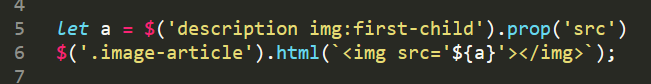 4
5 let a = $('description img:first-child').prop('src')
6 $('.image-article').html(`<img src='${a}'></img>`);
7